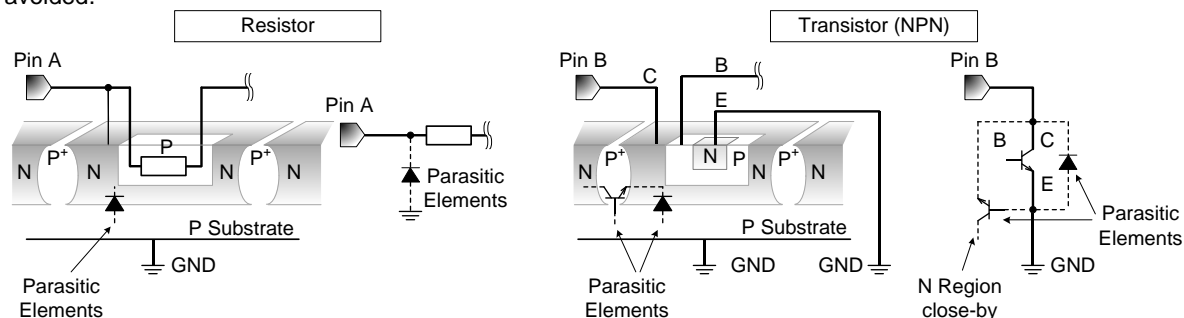 avoided.
Resistor
Transistor (NPN)
Pin A
Pin A
N
P+
N
P
N
P+
N
Parasitic
Elements
P Substrate
GND
Parasitic
Elements
Pin B
C
B
E
Pin B
N
P+
N
N
P
N
P+
N
P Substrate
GND
GND
Parasitic
Elements
B
C
E
Parasitic
Elements
GND
N Region
close-by